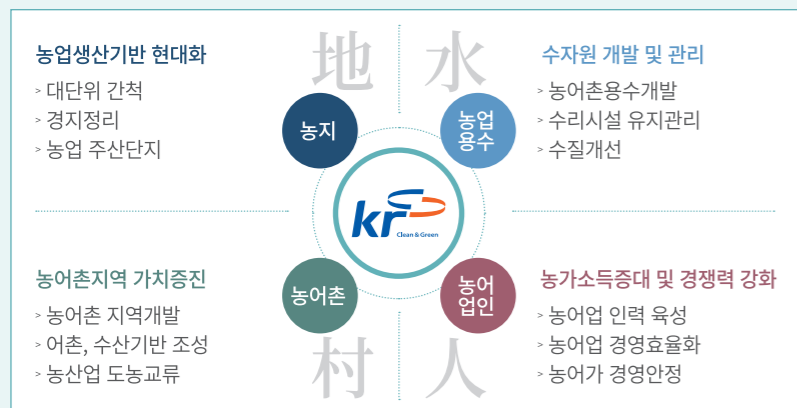 농업생산기반 현대화
> 대단위 간척
> 경지정리
> 농업 주산단지
地
水
수자원 개발 및 관리
> 농어촌용수개발
> 수리시설 유지관리
> 수질개선
농지
농업
용수
kr
Clean & Green
농어촌
농어
업인
농어촌지역 가치증진
> 농어촌 지역개발
> 어촌, 수산기반 조성
> 농산업 도농교류
村
人
농가소득증대 및 경쟁력 강화
> 농어업 인력 육성
> 농어업 경영효율화
> 농어가 경영안정